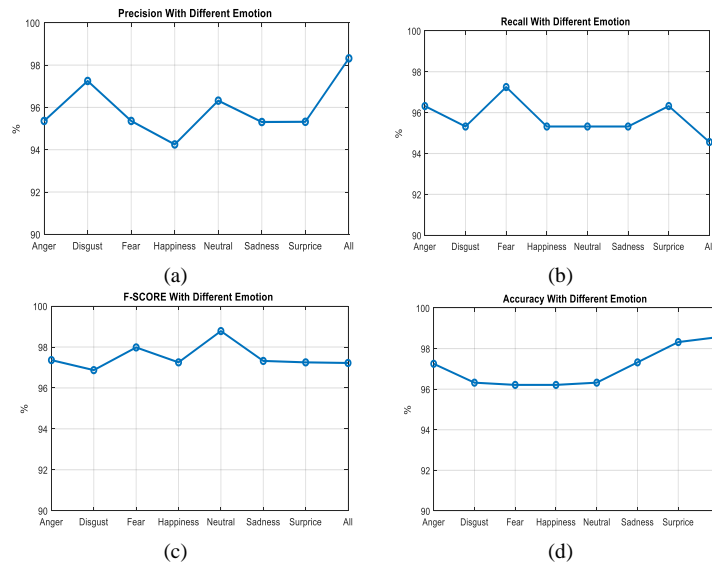 Precision With Different Emotion
100
98
96
94
92
90
%
Anger Disgust Fear Happiness Neutral Sadness Surprice All
(a)
Recall With Different Emotion
100
98
96
94
92
90
%
Anger Disgust Fear Happiness Neutral Sadness Surprice All
(b)
F-SCORE With Different Emotion
100
98
96
94
92
90
%
Anger Disgust Fear Happiness Neutral Sadness Surprice All
(c)
Accuracy With Different Emotion
100
98
96
94
92
90
%
Anger Disgust Fear Happiness Neutral Sadness Surprice
(d)